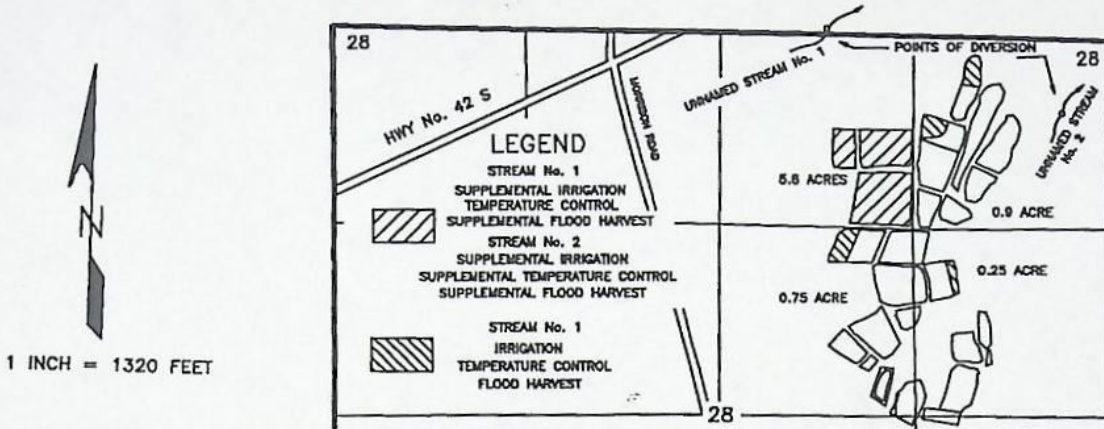 28
HWY No. 42 S
MORRISON ROAD
UNNAMED STREAM No. 1
POINTS OF DIVERSION
28
UNNAMED STREAM
No. 2
LEGEND
STREAM No. 1
SUPPLEMENTAL IRRIGATION
TEMPERATURE CONTROL
SUPPLEMENTAL FLOOD HARVEST
STREAM No. 2
SUPPLEMENTAL IRRIGATION
SUPPLEMENTAL TEMPERATURE CONTROL
SUPPLEMENTAL FLOOD HARVEST
STREAM No. 1
IRRIGATION
TEMPERATURE CONTROL
FLOOD HARVEST
5.8 ACRES
0.9 ACRE
0.25 ACRE
0.75 ACRE
28
N
1 INCH = 1320 FEET